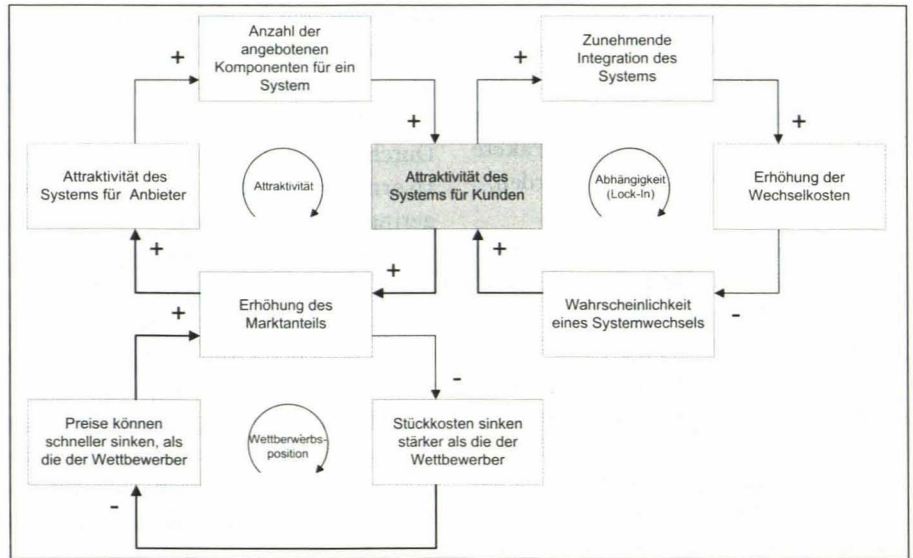 Anzahl der
angebotenen
Komponenten für ein
System
Zunehmende
Integration des
Systems
+
+
+
+
Attraktivität des
Systems für Anbieter
Attraktivität
Attraktivität des
Systems für Kunden
Abhängigkeit
(Lock-In)
Erhöhung der
Wechselkosten
+
+
+
Erhöhung des
Marktanteils
Wahrscheinlichkeit
eines Systemwechsels
-
+
-
Preise können
schneller sinken, als
die der Wettbewerber
Wettberwerbs-
position
Stückkosten sinken
stärker als die der
Wettbewerber
-